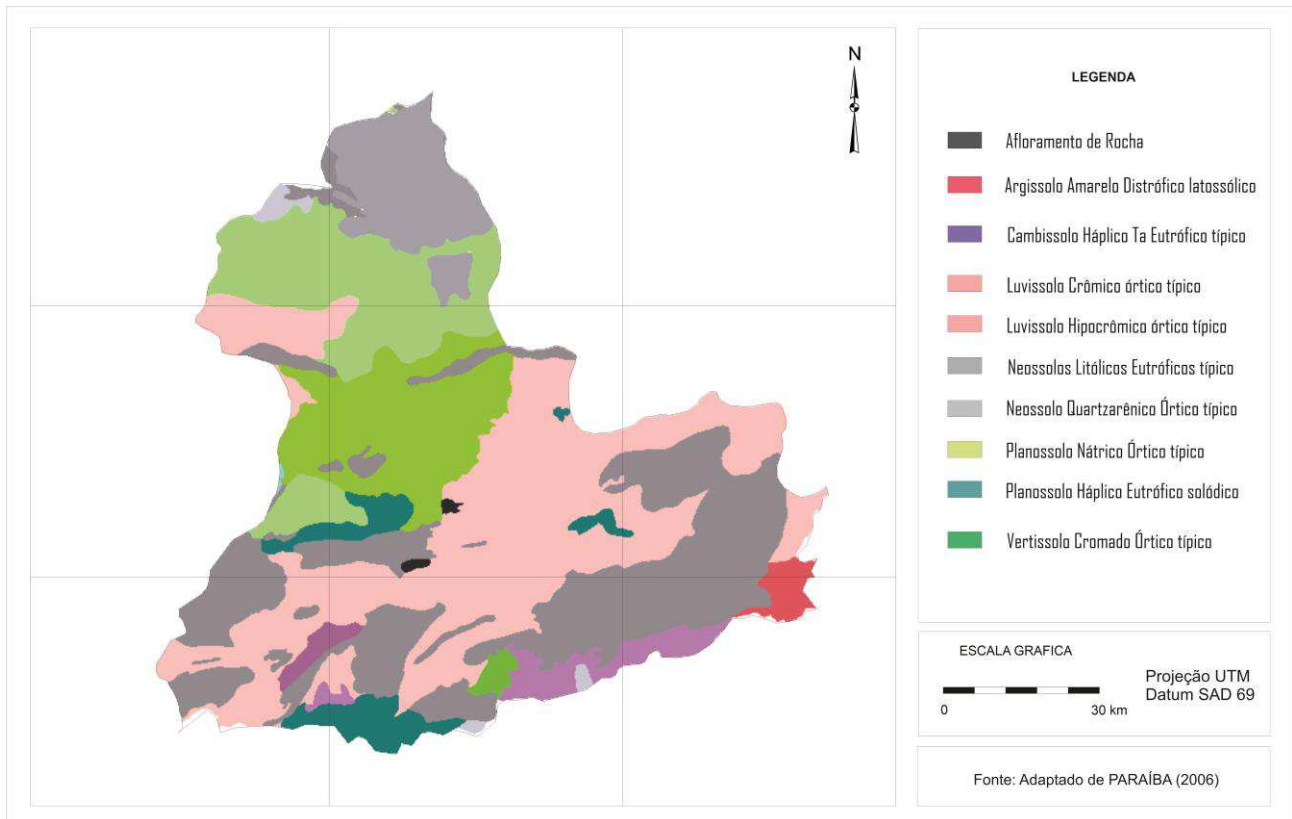 N
LEGENDA
Afloramento de Rocha
Argissolo Amarelo Distrófico latossólico
Cambissolo Háplico Ta Eutrófico típico
Luvissolo Crômico órtico típico
Luvissolo Hipocrômico órtico típico
Neossolos Litólicos Eutróficos típico
Neossolo Quartzarênico Órtico típico
Planossolo Nátrico Órtico típico
Planossolo Háplico Eutrófico solódico
Vertissolo Cromado Órtico típico
ESCALA GRAFICA
0 30 km
Projeção UTM
Datum SAD 69
Fonte: Adaptado de PARAÍBA (2006)